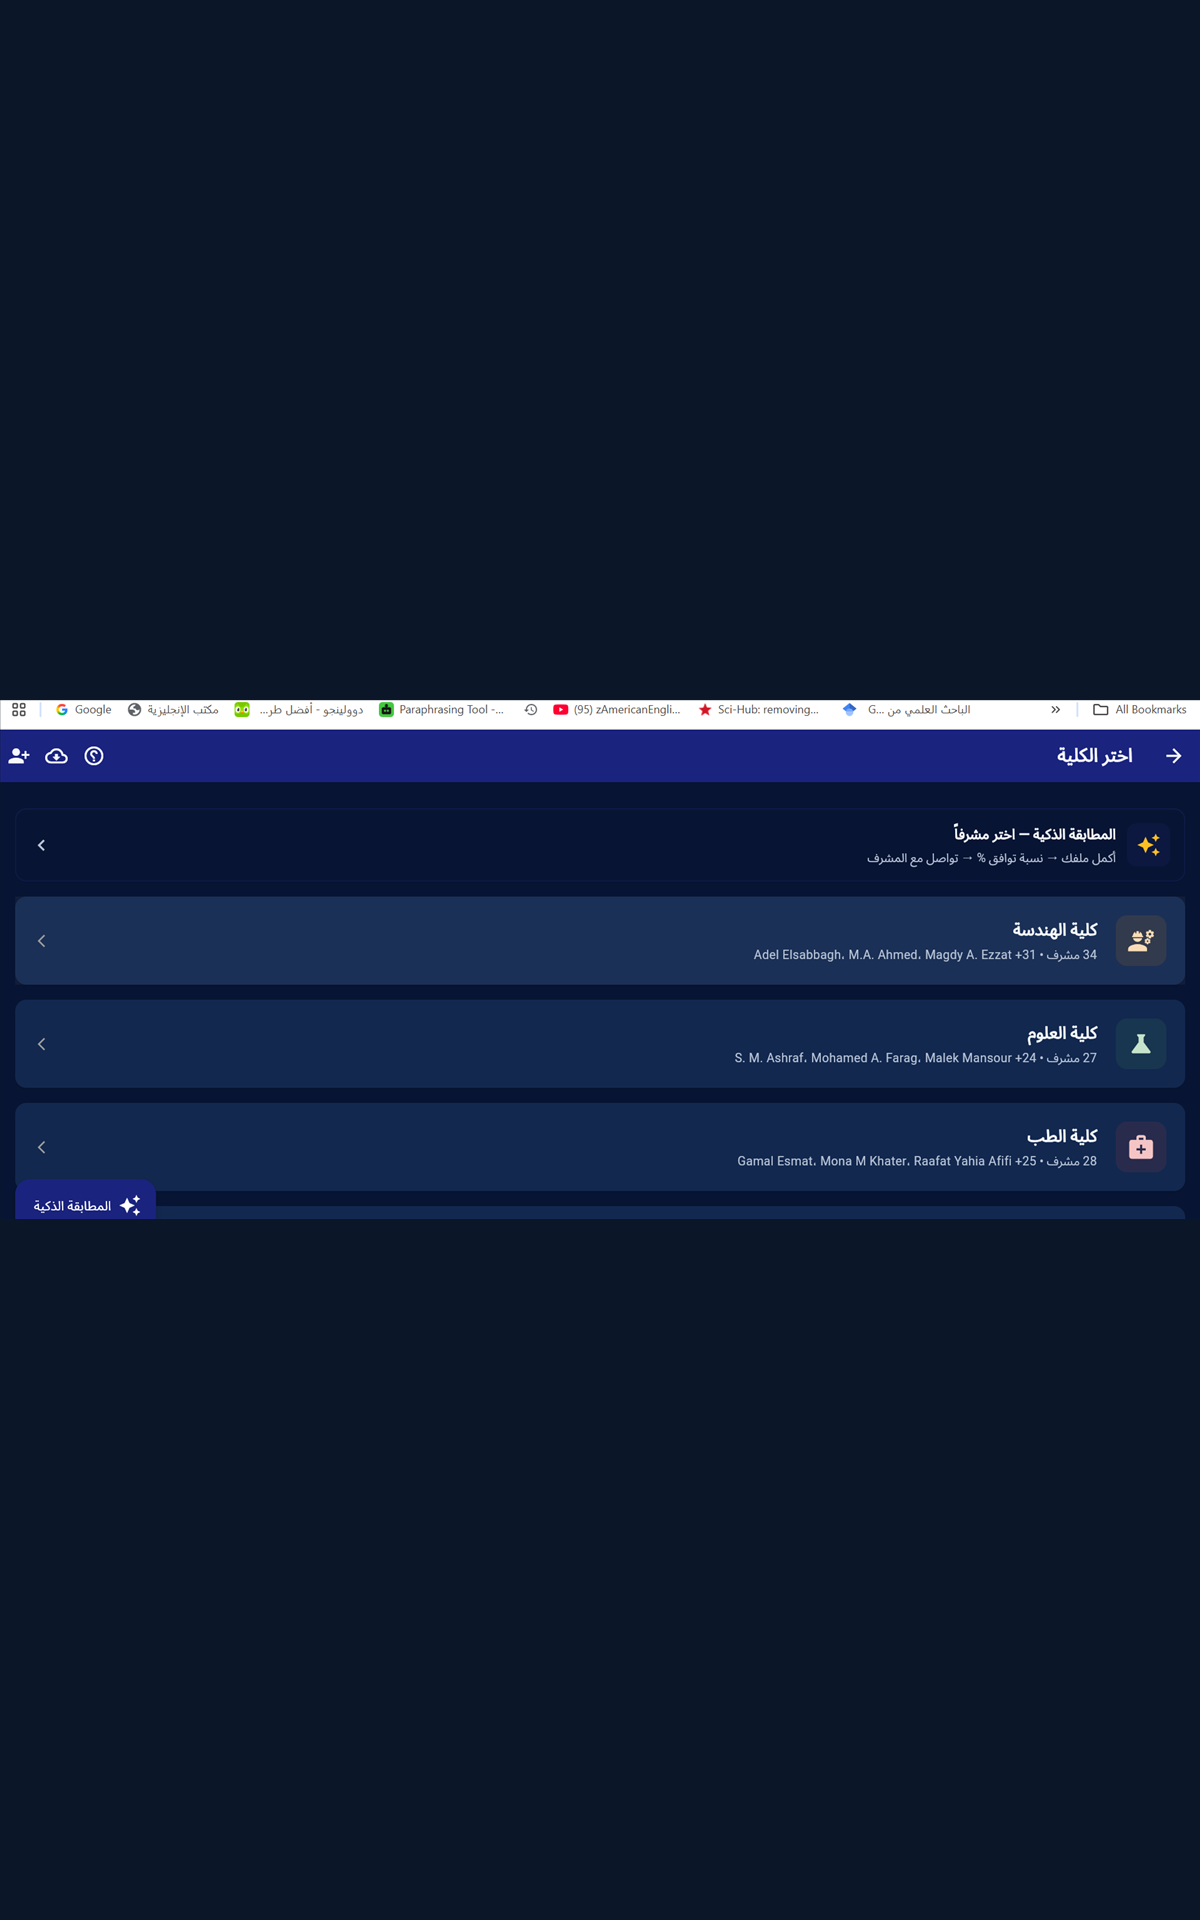 Google
مكتب الإنجليزية
دوولينجو - أفضل طر...
Paraphrasing Tool -...
(95) zAmericanEngli...
Sci-Hub: removing...
الباحث العلمي من G...
All Bookmarks
اختر الكلية
المطابقة الذكية — اختر مشرفاً
أكمل ملفك → نسبة توافق % → تواصل مع المشرف
كلية الهندسة
34 مشرف • Adel Elsabbagh، M.A. Ahmed، Magdy A. Ezzat +31
كلية العلوم
27 مشرف • S. M. Ashraf، Mohamed A. Farag، Malek Mansour +24
كلية الطب
28 مشرف • Gamal Esmat، Mona M Khater، Raafat Yahia Afifi +25
المطابقة الذكية